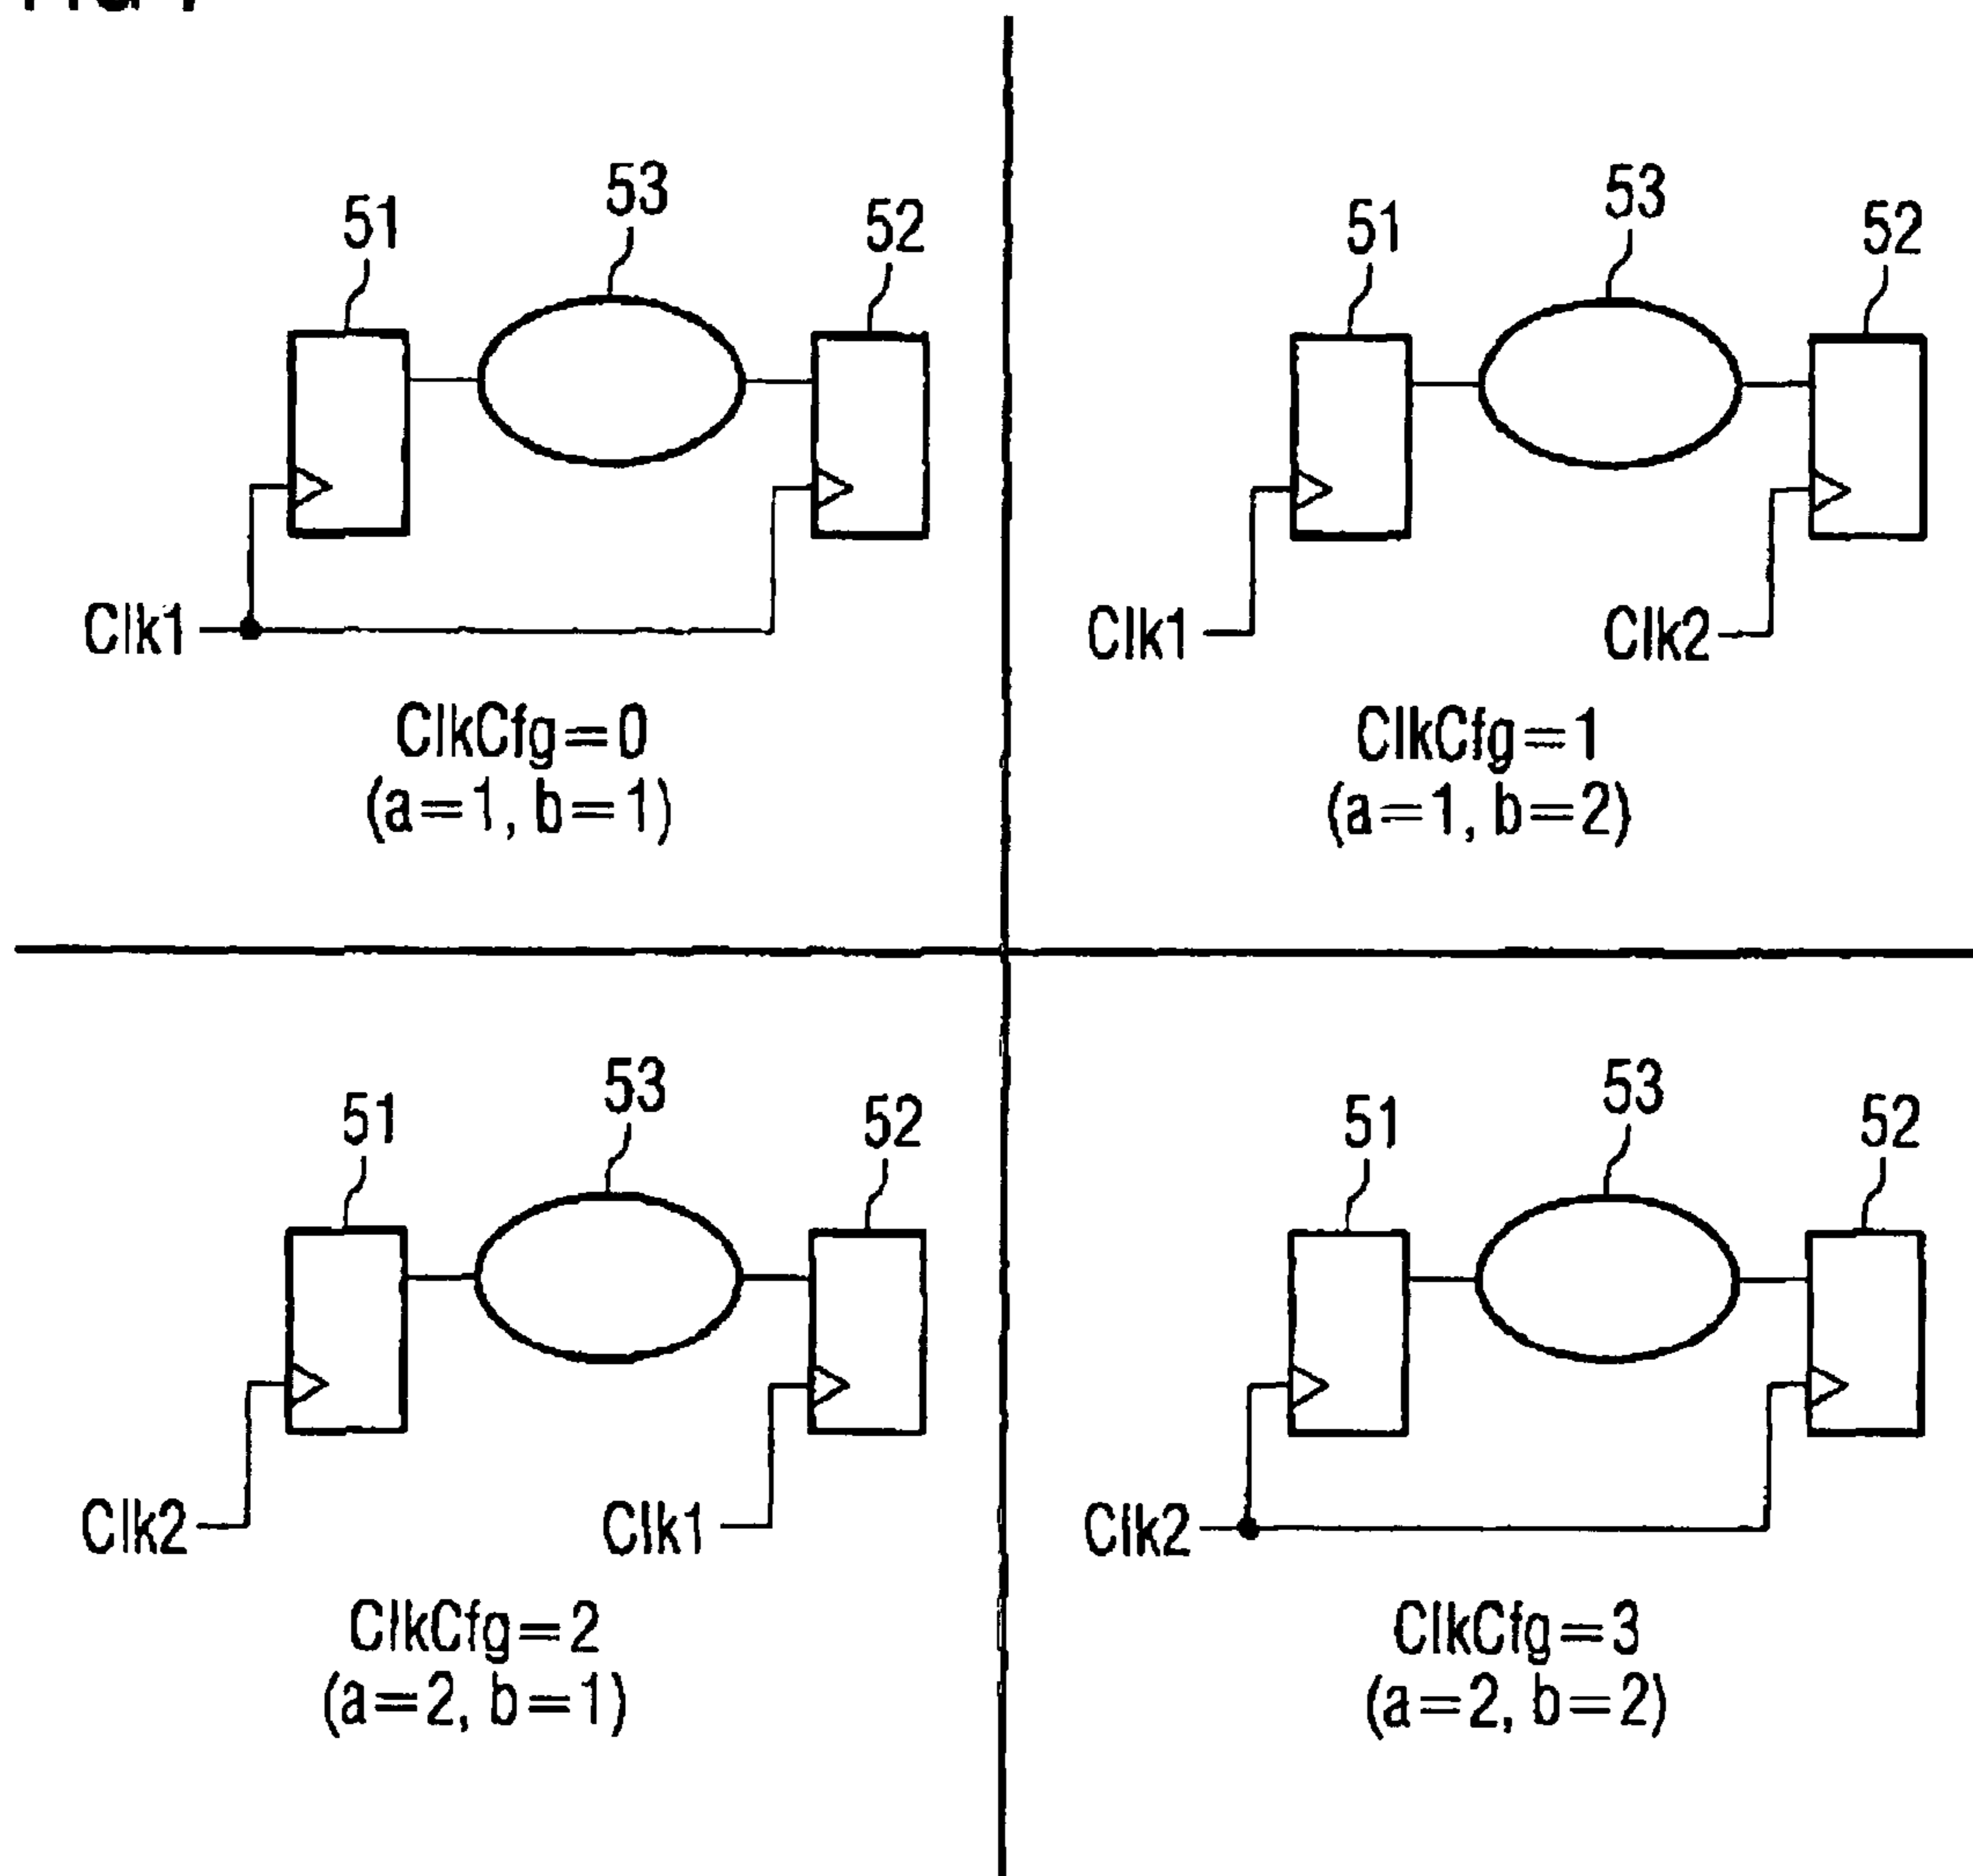 53
51
52
Clk1
ClkCfg=0
(a=1, b=1)
53
51
52
Clk1
Clk2
ClkCfg=1
(a=1, b=2)
53
51
52
Clk2
Clk1
ClkCfg=2
(a=2, b=1)
53
51
52
Clk2
ClkCfg=3
(a=2, b=2)